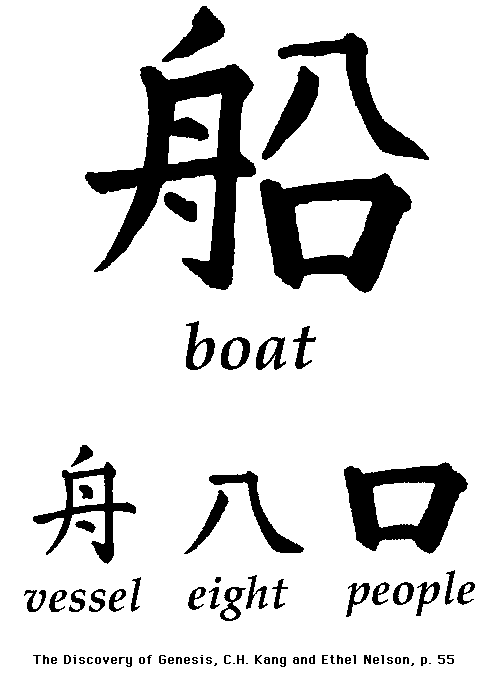 船
boat
舟 八 口
vessel eight people
The Discovery of Genesis, C.H. Kang and Ethel Nelson, p. 55